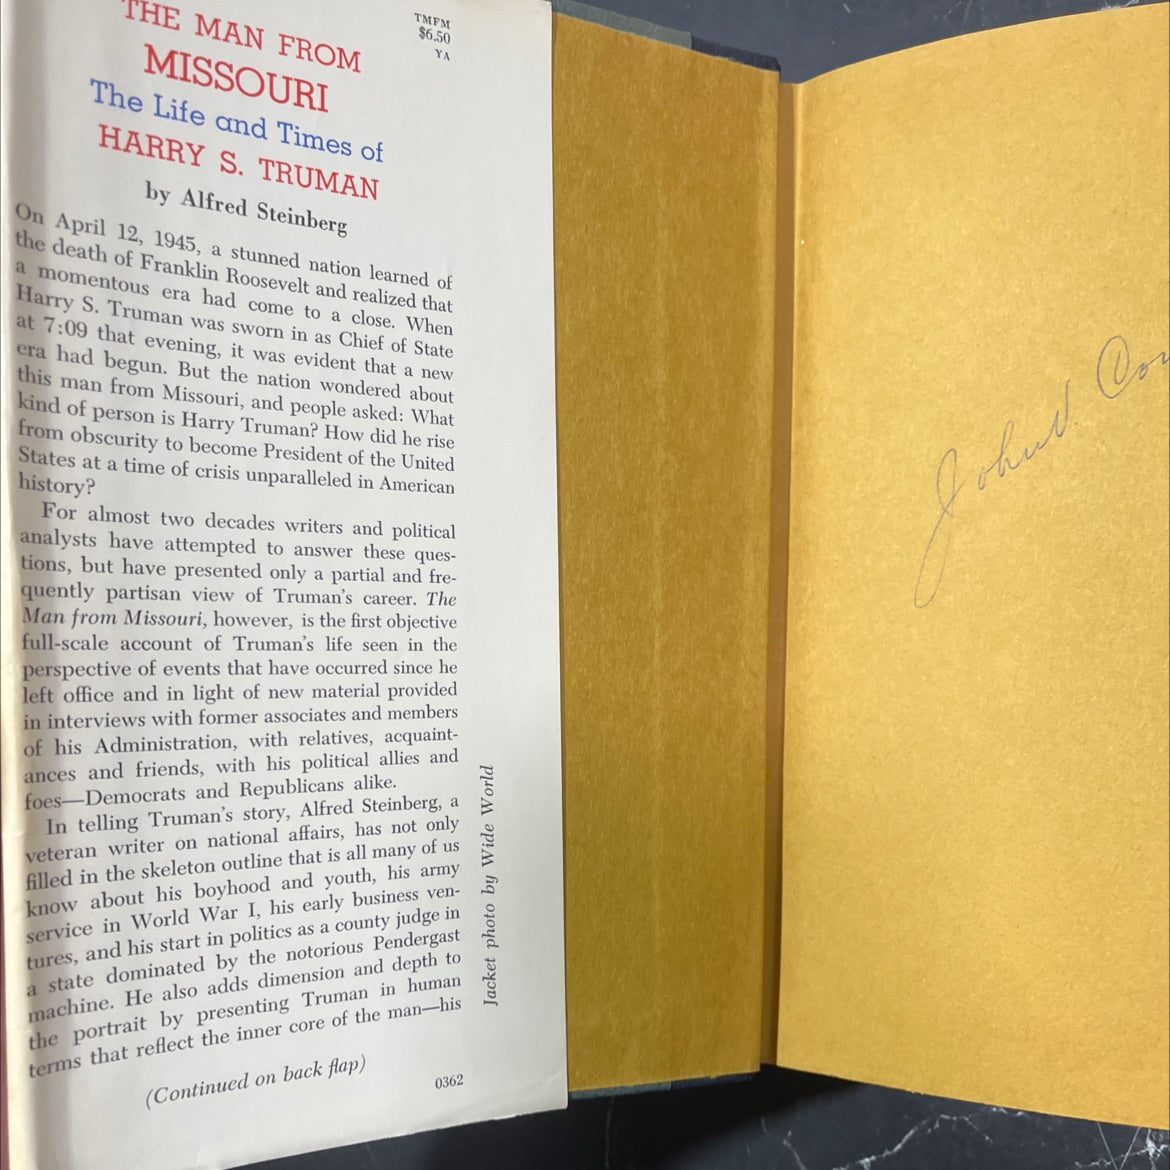 THE MAN FROM
MISSOURI
The Life and Times of
HARRY S. TRUMAN
by Alfred Steinberg
TMFM
$6.50
YA
On April 12, 1945, a stunned nation learned of
the death of Franklin Roosevelt and realized that
a momentous era had come to a close. When
Harry S. Truman was sworn in as Chief of State
at 7:09 that evening, it was evident that a new
era had begun. But the nation wondered about
this man from Missouri, and people asked: What
kind of person is Harry Truman? How did he rise
from obscurity to become President of the United
States at a time of crisis unparalleled in American
history?
For almost two decades writers and political
analysts have attempted to answer these ques-
tions, but have presented only a partial and fre-
quently partisan view of Truman's career. The
Man from Missouri, however, is the first objective
full-scale account of Truman's life seen in the
perspective of events that have occurred since he
left office and in light of new material provided
in interviews with former associates and members
of his Administration, with relatives, acquaint-
ances and friends, with his political allies and
foes—Democrats and Republicans alike.
In telling Truman's story, Alfred Steinberg, a
veteran writer on national affairs, has not only
filled in the skeleton outline that is all many of us
know about his boyhood and youth, his army
service in World War I, his early business ven-
tures, and his start in politics as a county judge in
a state dominated by the notorious Pendergast
machine. He also adds dimension and depth to
the portrait by presenting Truman in human
terms that reflect the inner core of the man—his
(Continued on back flap)
0362
Jacket photo by Wide World
John